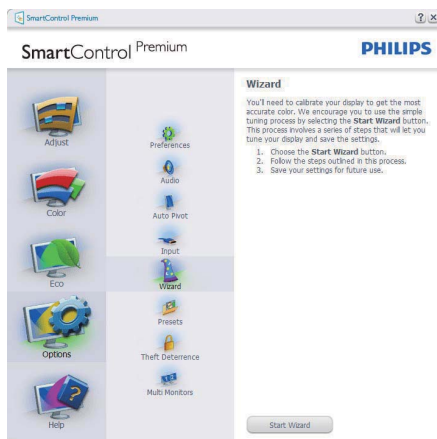 SmartControl Premium
SmartControl Premium
PHILIPS
Adjust
Color
Eco
Options
Help
Preferences
Audio
Auto Pivot
Input
Wizard
Presets
Theft Deterrence
Multi Monitors
Wizard
You'll need to calibrate your display to get the most
accurate color. We encourage you to use the simple
tuning process by selecting the Start Wizard button.
This process involves a series of steps that will let you
tune your display and save the settings.
1. Choose the Start Wizard button.
2. Follow the steps outlined in this process.
3. Save your settings for future use.
Start Wizard